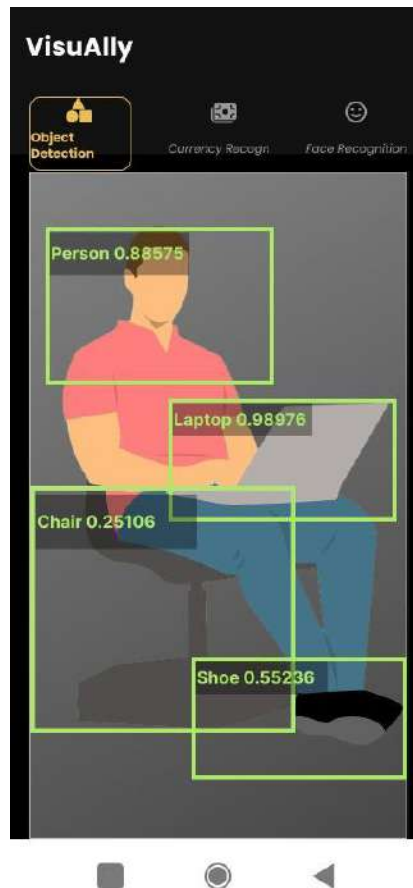 VisuAlly
Object
Detection
Currency Recogn
Face Recognition
Person 0.88575
Laptop 0.98976
Chair 0.25106
Shoe 0.55236